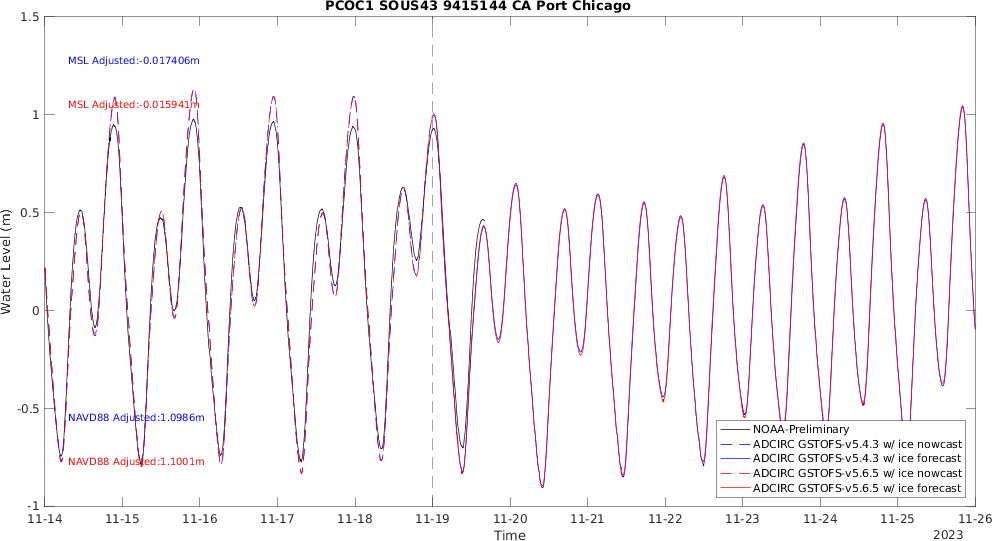 PCOC1 SOUS43 9415144 CA Port Chicago
1.5
1
0.5
0
-0.5
-1
Water Level (m)
MSL Adjusted:-0.017406m
MSL Adjusted:-0.015941m
NAVD88 Adjusted:1.0986m
NAVD88 Adjusted:1.1001m
NOAA-Preliminary
ADCIRC GSTOFS-v5.4.3 w/ ice nowcast
ADCIRC GSTOFS-v5.4.3 w/ ice forecast
ADCIRC GSTOFS-v5.6.5 w/ ice nowcast
ADCIRC GSTOFS-v5.6.5 w/ ice forecast
11-14 11-15 11-16 11-17 11-18 11-19 11-20 11-21 11-22 11-23 11-24 11-25 11-26
Time
2023